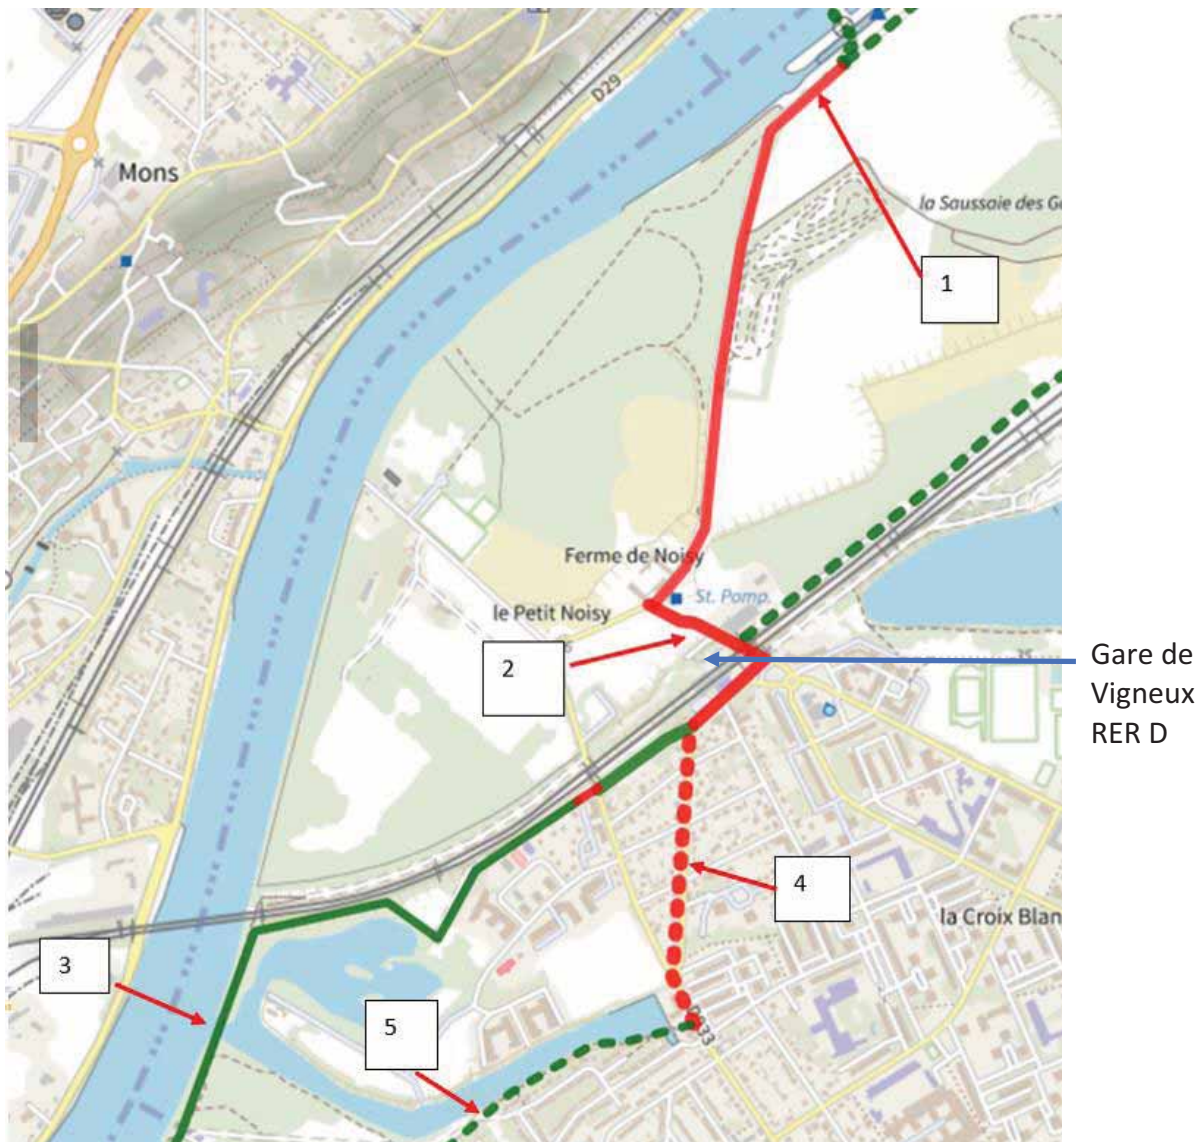 D29
Mons
la Saussaie des G
1
Ferme de Noisy
St. Pomp.
le Petit Noisy
2
35
Gare de
Vigneux
RER D
4
la Croix Blan
3
5
D933